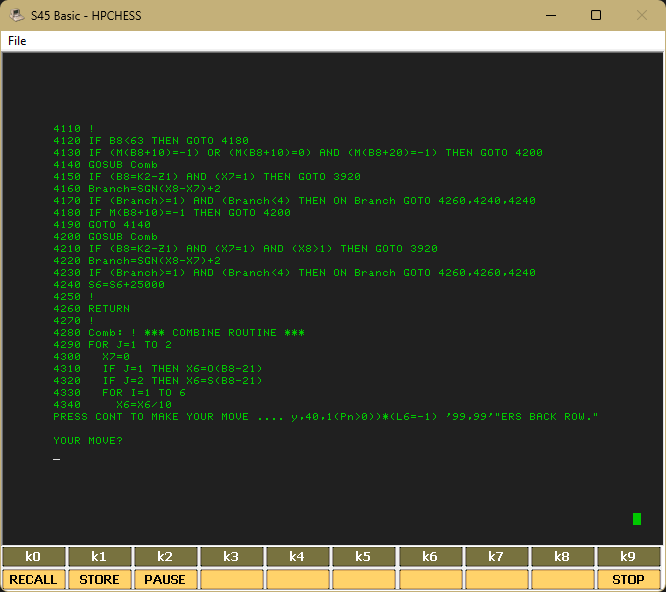 S45 Basic - HPCHESS
File
4110 !
4120 IF B8<63 THEN GOTO 4180
4130 IF (M(B8+10)=-1) OR (M(B8+10)=0) AND (M(B8+20)=-1) THEN GOTO 4200
4140 GOSUB Comb
4150 IF (B8=K2-Z1) AND (X7=1) THEN GOTO 3920
4160 Branch=SGN(X8-X7)+2
4170 IF (Branch>=1) AND (Branch<4) THEN ON Branch GOTO 4260,4240,4240
4180 IF M(B8+10)=-1 THEN GOTO 4200
4190 GOTO 4140
4200 GOSUB Comb
4210 IF (B8=K2-Z1) AND (X7=1) AND (X8>1) THEN GOTO 3920
4220 Branch=SGN(X8-X7)+2
4230 IF (Branch>=1) AND (Branch<4) THEN ON Branch GOTO 4260,4260,4240
4240 S6=S6+25000
4250 !
4260 RETURN
4270 !
4280 Comb: ! *** COMBINE ROUTINE ***
4290 FOR J=1 TO 2
4300   X7=0
4310   IF J=1 THEN X6=O(B8-21)
4320   IF J=2 THEN X6=S(B8-21)
4330   FOR I=1 TO 6
4340     X6=X6/10
PRESS CONT TO MAKE YOUR MOVE .... y,40,1(Pn>0))*(L6=-1) '99,99'"ERS BACK ROW."
YOUR MOVE?
k0 k1 k2 k3 k4 k5 k6 k7 k8 k9
RECALL STORE PAUSE STOP